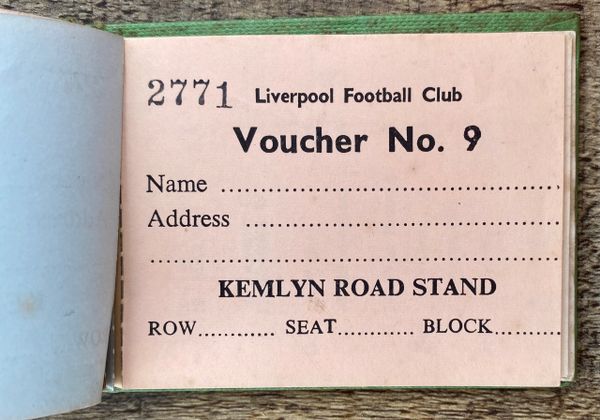 2771 Liverpool Football Club
Voucher No. 9
Name ........................................................
Address ....................................................
....................................................................
KEMLYN ROAD STAND
ROW............ SEAT............ BLOCK..........